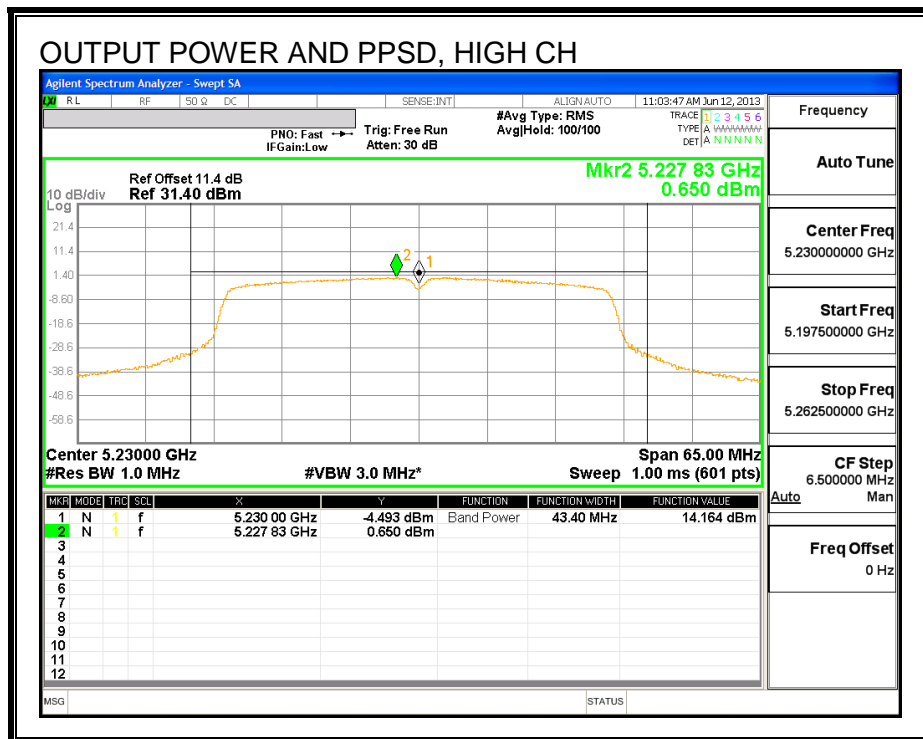 OUTPUT POWER AND PPSD, HIGH CH
Agilent Spectrum Analyzer - Swept SA
LXI RL RF 50 Ω DC SENSE:INT ALIGN AUTO 11:03:47 AM Jun 12, 2013
PNO: Fast
IFGain:Low
Trig: Free Run
Atten: 30 dB
#Avg Type: RMS
Avg|Hold: 100/100
TRACE 1 2 3 4 5 6
TYPE A WWWWW
DET A N N N N N
Mkr2 5.227 83 GHz
0.650 dBm
Ref Offset 11.4 dB
10 dB/div Ref 31.40 dBm
Log
21.4
11.4
1.40
-8.60
-18.6
-28.6
-38.6
-48.6
-58.6
2
1
Center 5.23000 GHz Span 65.00 MHz
#Res BW 1.0 MHz #VBW 3.0 MHz* Sweep 1.00 ms (601 pts)
MKR MODE TRC SCL X Y FUNCTION FUNCTION WIDTH FUNCTION VALUE
1 N 1 f 5.230 00 GHz -4.493 dBm Band Power 43.40 MHz 14.164 dBm
2 N 1 f 5.227 83 GHz 0.650 dBm
3
4
5
6
7
8
9
10
11
12
MSG STATUS
Frequency
Auto Tune
Center Freq
5.230000000 GHz
Start Freq
5.197500000 GHz
Stop Freq
5.262500000 GHz
CF Step
6.500000 MHz
Auto Man
Freq Offset
0 Hz